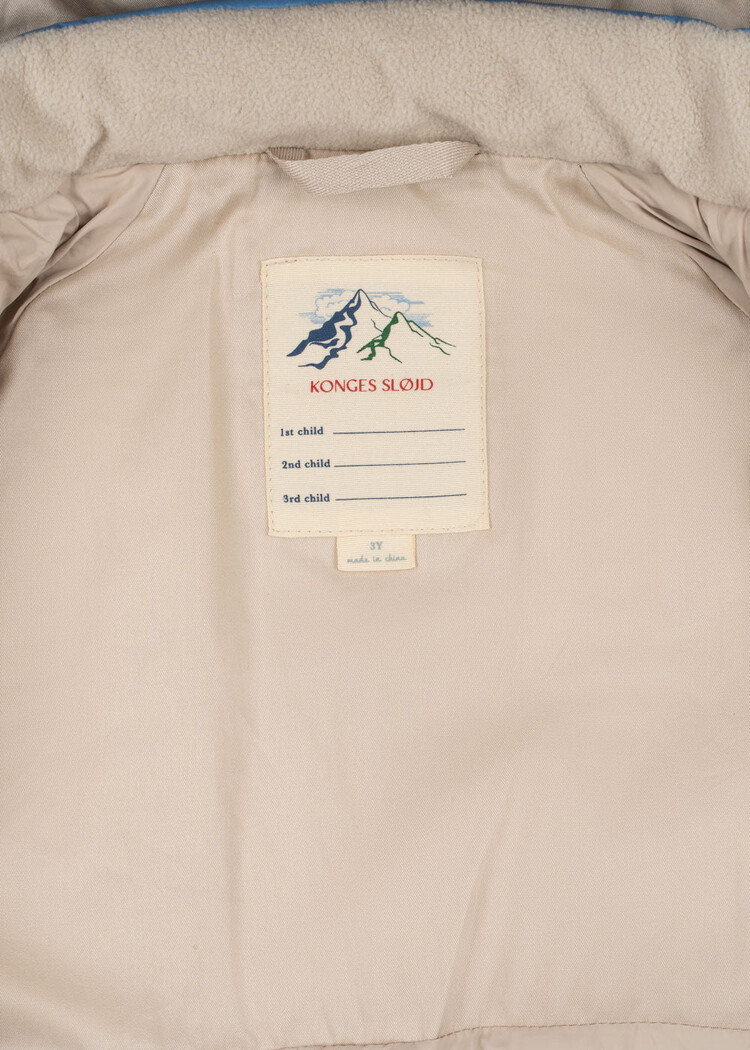 KONGES SLØJD
1st child
2nd child
3rd child
3Y
made in china